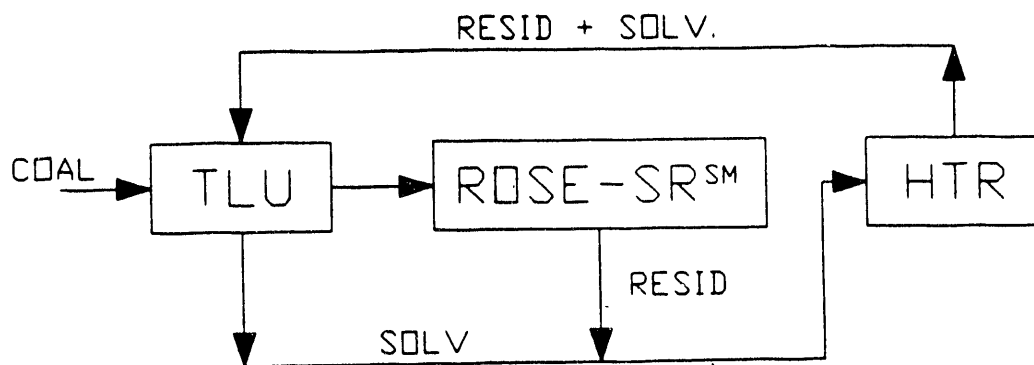 RESID + SOLV.
COAL
TLU
ROSE-SR℠
HTR
RESID
SOLV